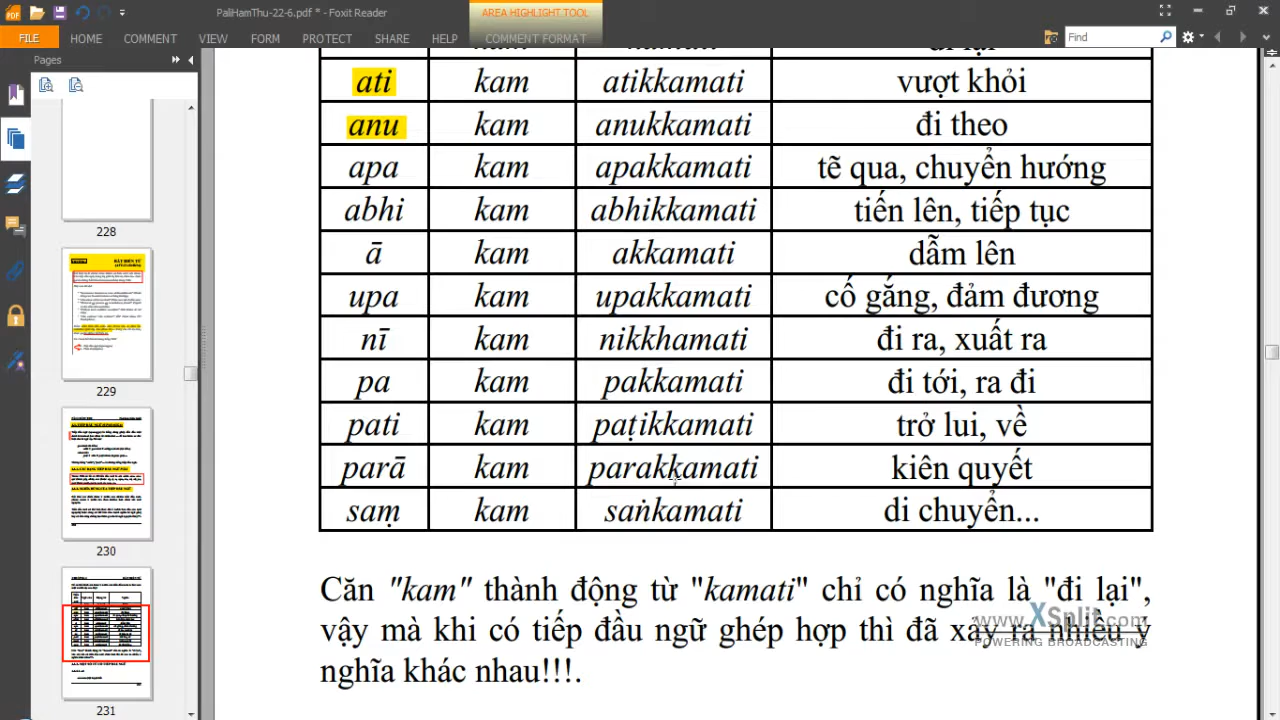 PaliHamThu-22-6.pdf * - Foxit Reader
AREA HIGHLIGHT TOOL
FILE HOME COMMENT VIEW FORM PROTECT SHARE HELP COMMENT FORMAT
Find
Pages
ati kam atikkamati vượt khỏi
anu kam anukkamati đi theo
apa kam apakkamati tẽ qua, chuyển hướng
abhi kam abhikkamati tiến lên, tiếp tục
ā kam akkamati dẫm lên
upa kam upakkamati cố gắng, đảm đương
nī kam nikkhamati đi ra, xuất ra
pa kam pakkamati đi tới, ra đi
pati kam paṭikkamati trở lui, về
parā kam parakkamati kiên quyết
saṃ kam saṅkamati di chuyển...
Căn "kam" thành động từ "kamati" chỉ có nghĩa là "đi lại",
vậy mà khi có tiếp đầu ngữ ghép hợp thì đã xảy ra nhiều ý
nghĩa khác nhau!!!.
www.XSplit.com
POWERING BROADCASTING
228
229
230
231